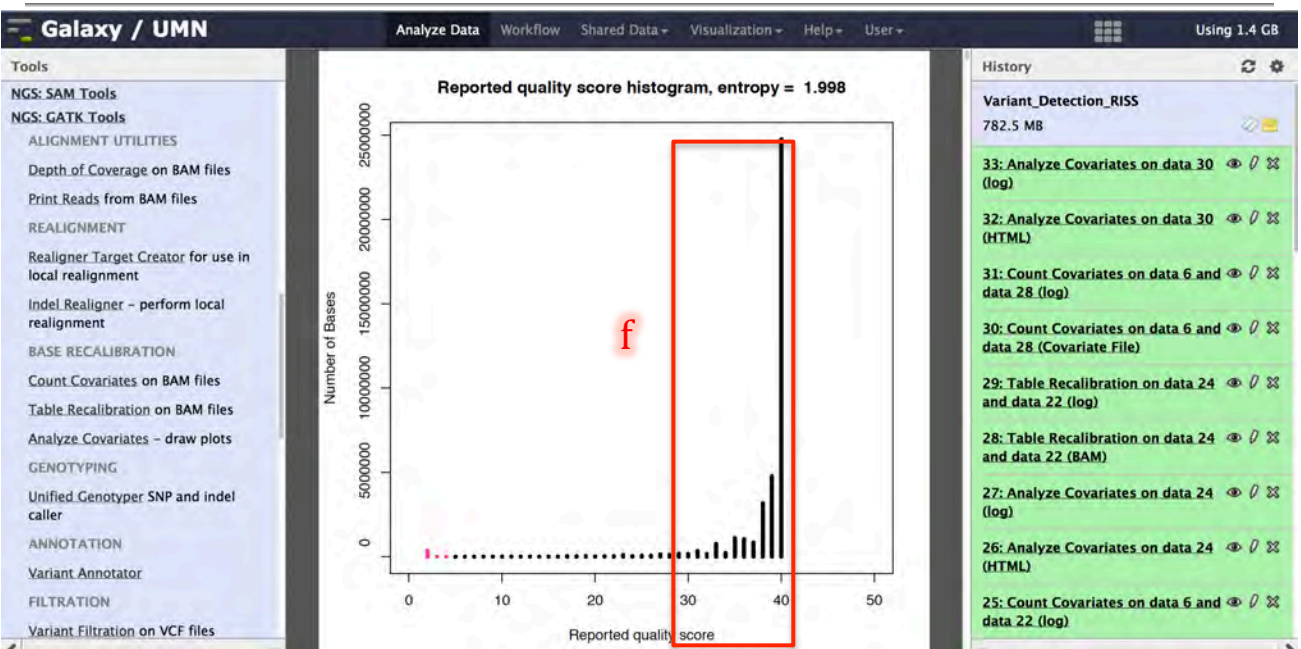 Galaxy / UMN
Analyze Data Workflow Shared Data Visualization Help User
Using 1.4 GB
Tools
NGS: SAM Tools
NGS: GATK Tools
ALIGNMENT UTILITIES
Depth of Coverage on BAM files
Print Reads from BAM files
REALIGNMENT
Realigner Target Creator for use in
local realignment
Indel Realigner - perform local
realignment
BASE RECALIBRATION
Count Covariates on BAM files
Table Recalibration on BAM files
Analyze Covariates - draw plots
GENOTYPING
Unified Genotyper SNP and indel
caller
ANNOTATION
Variant Annotator
FILTRATION
Variant Filtration on VCF files
Reported quality score histogram, entropy = 1.998
Number of Bases
25000000
20000000
15000000
10000000
5000000
0
f
0 10 20 30 40 50
Reported quality score
History
Variant_Detection_RISS
782.5 MB
33: Analyze Covariates on data 30
(log)
32: Analyze Covariates on data 30
(HTML)
31: Count Covariates on data 6 and
data 28 (log)
30: Count Covariates on data 6 and
data 28 (Covariate File)
29: Table Recalibration on data 24
and data 22 (log)
28: Table Recalibration on data 24
and data 22 (BAM)
27: Analyze Covariates on data 24
(log)
26: Analyze Covariates on data 24
(HTML)
25: Count Covariates on data 6 and
data 22 (log)